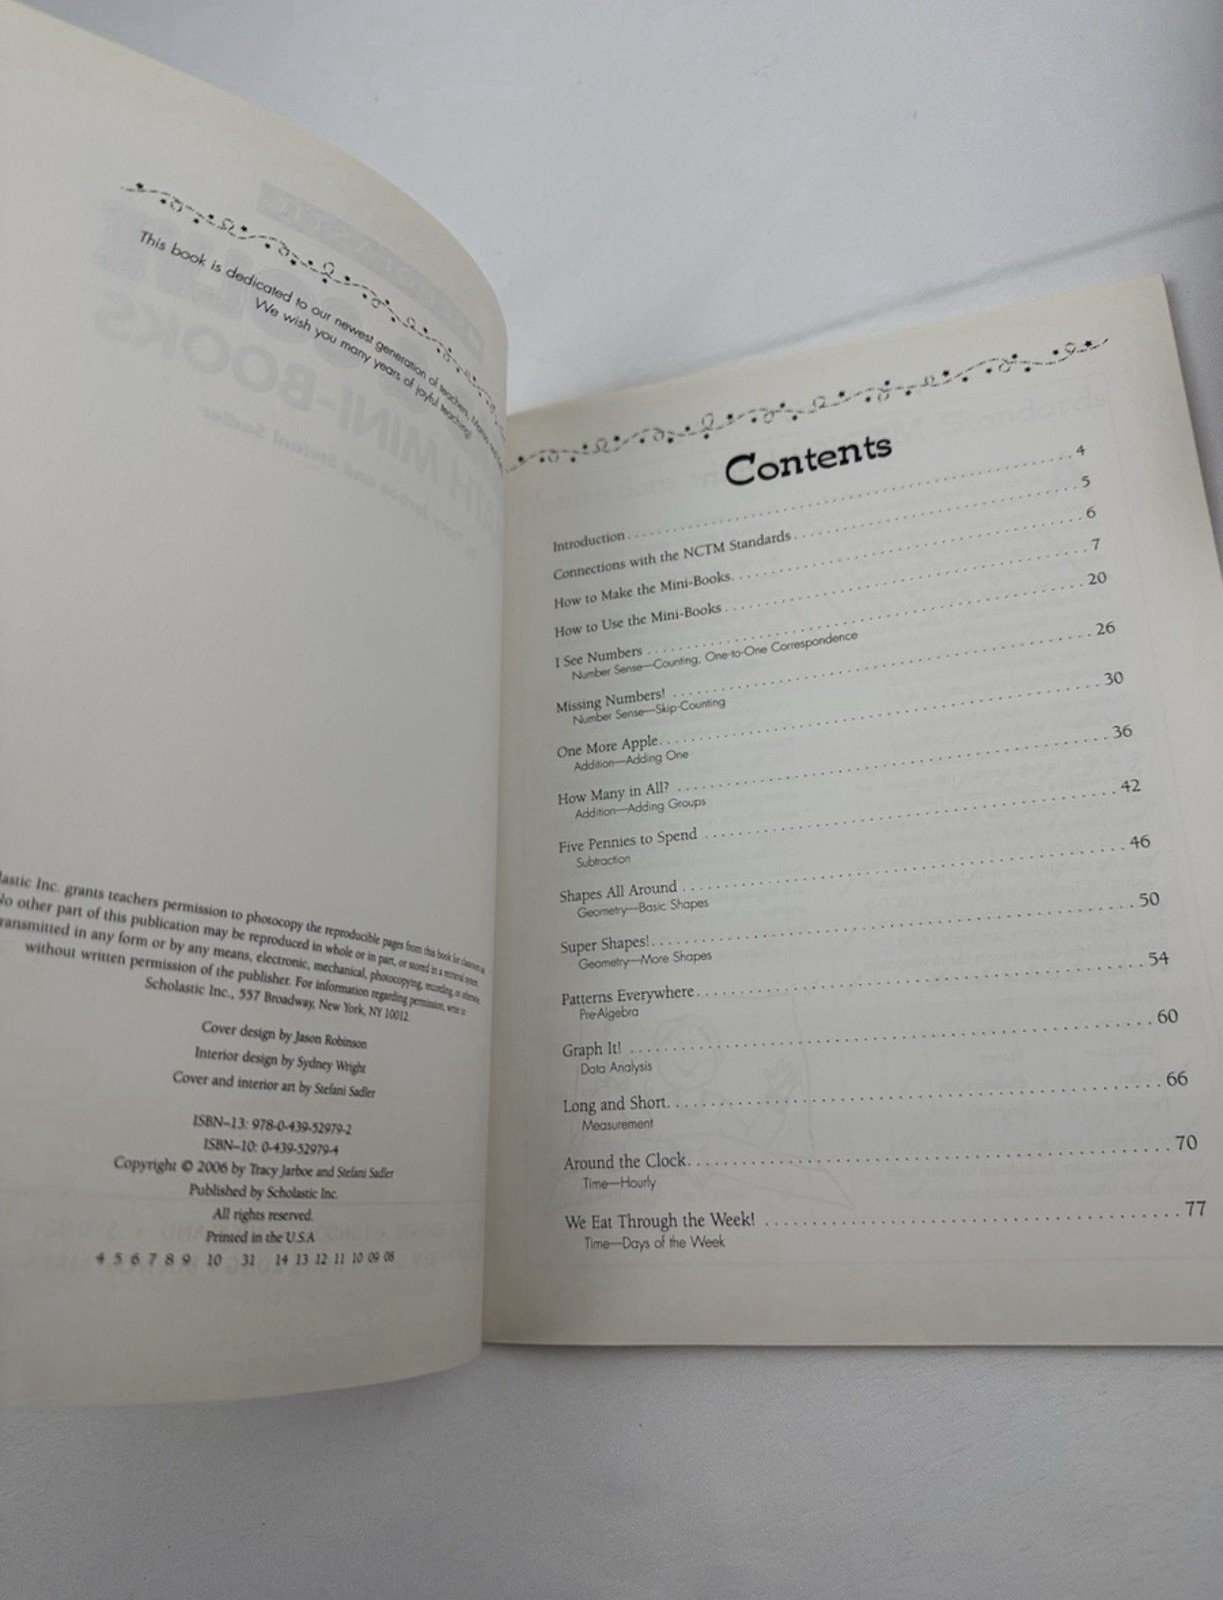 This book is dedicated to our newest generation of teachers,
We wish you many years of joyful teaching!
Inc. grants teachers permission to photocopy the reproducible pages from this book for classroom
No other part of this publication may be reproduced in whole or in part, or stored in a retrieval system,
transmitted in any form or by any means, electronic, mechanical, photocopying, recording, or otherwise,
without written permission of the publisher. For information regarding permission, write to
Scholastic Inc., 557 Broadway, New York, NY 10012.
Cover design by Jason Robinson
Interior design by Sydney Wright
Cover and interior art by Stefani Sadler
ISBN-13: 978-0-439-52979-2
ISBN-10: 0-439-52979-4
Copyright © 2006 by Tracy Jarboe and Stefani Sadler
Published by Scholastic Inc.
All rights reserved.
Printed in the U.S.A
4 5 6 7 8 9 10 31 14 13 12 11 10 09 08
Contents
Introduction 4
Connections with the NCTM Standards 5
How to Make the Mini-Books 6
How to Use the Mini-Books 7
I See Numbers 20
Number Sense—Counting, One-to-One Correspondence
Missing Numbers! 26
Number Sense—Skip-Counting
One More Apple 30
Addition—Adding One
How Many in All? 36
Addition—Adding Groups
Five Pennies to Spend 42
Subtraction
Shapes All Around 46
Geometry—Basic Shapes
Super Shapes! 50
Geometry—More Shapes
Patterns Everywhere 54
Pre-Algebra
Graph It! 60
Data Analysis
Long and Short 66
Measurement
Around the Clock 70
Time—Hourly
We Eat Through the Week! 77
Time—Days of the Week